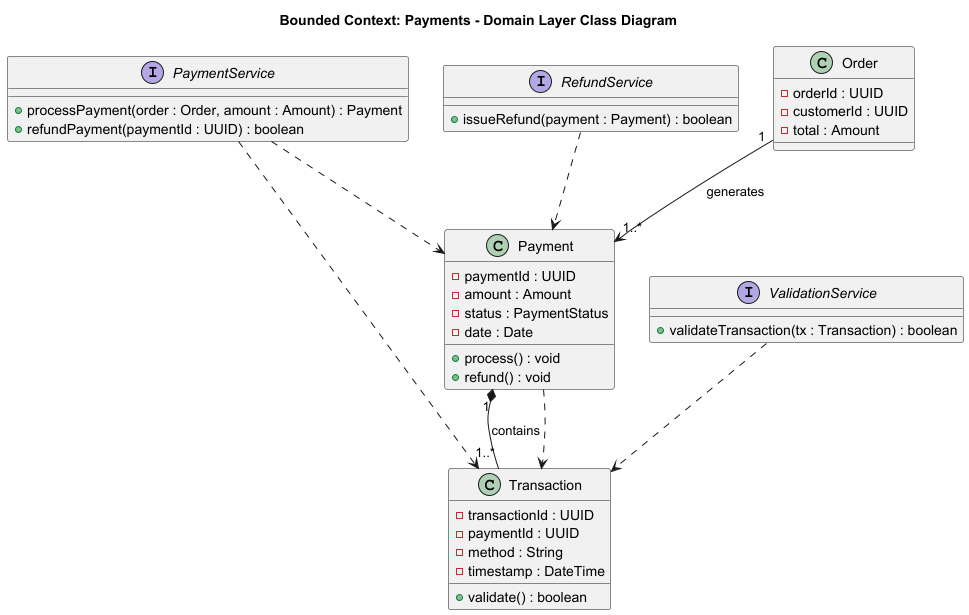 Bounded Context: Payments - Domain Layer Class Diagram
I PaymentService
processPayment(order : Order, amount : Amount) : Payment
refundPayment(paymentId : UUID) : boolean
I RefundService
issueRefund(payment : Payment) : boolean
C Order
orderId : UUID
customerId : UUID
total : Amount
1
generates
1..*
C Payment
paymentId : UUID
amount : Amount
status : PaymentStatus
date : Date
process() : void
refund() : void
I ValidationService
validateTransaction(tx : Transaction) : boolean
1
contains
1..*
C Transaction
transactionId : UUID
paymentId : UUID
method : String
timestamp : DateTime
validate() : boolean